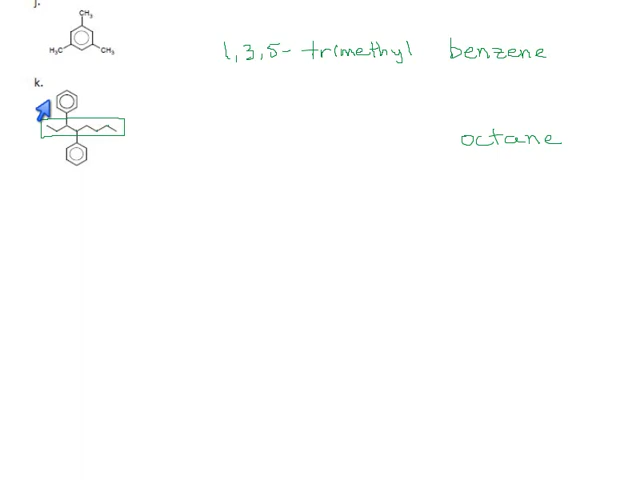 j.
CH3
H3C CH3
1,3,5- trimethyl benzene
k.
octane